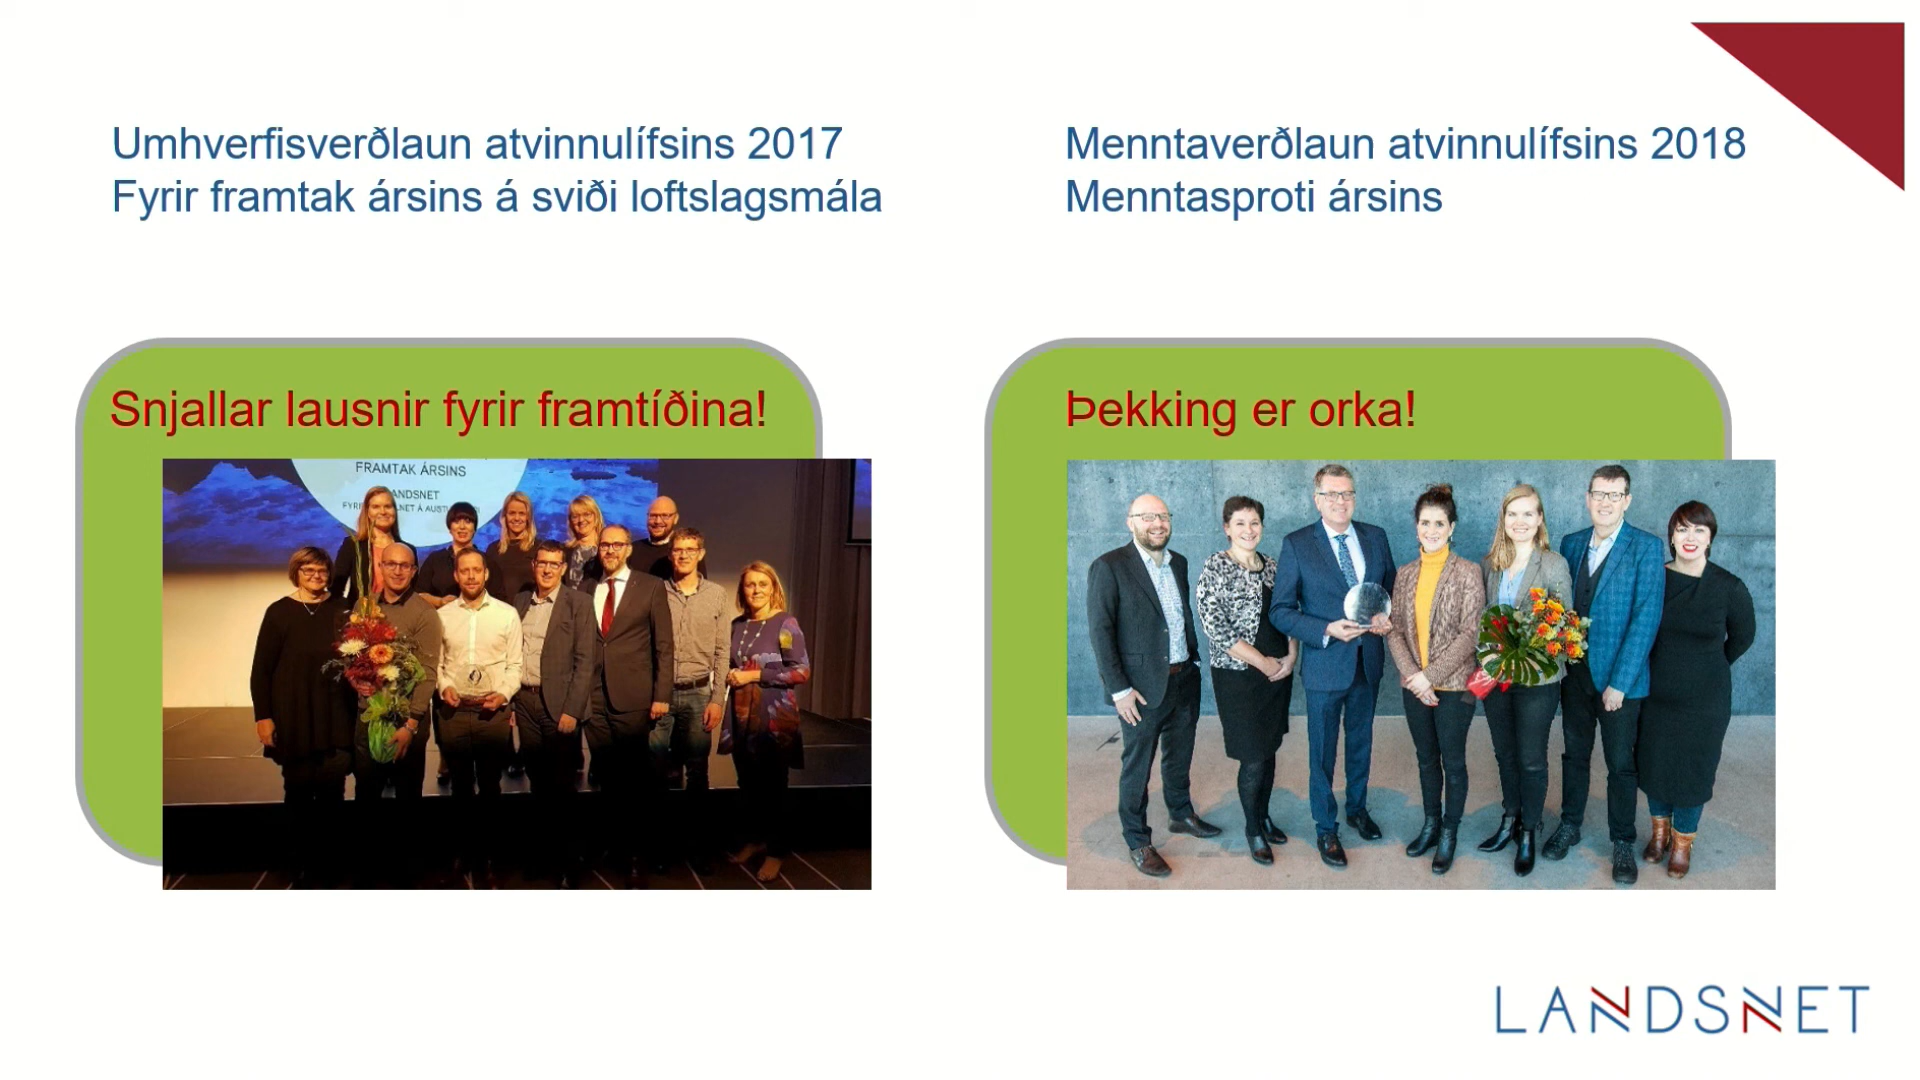 Umhverfisverðlaun atvinnulífsins 2017
Fyrir framtak ársins á sviði loftslagsmála
Menntaverðlaun atvinnulífsins 2018
Menntasproti ársins
Snjallar lausnir fyrir framtíðina!
FRAMTAK ÁRSINS
ANDSNET
Þekking er orka!
LANDSNET